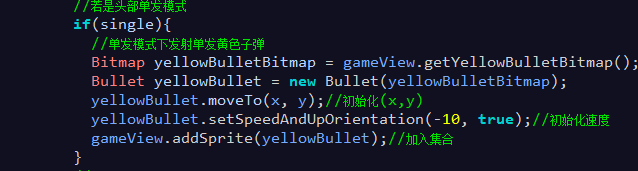 //若是头部单发模式
if(single){
//单发模式下发射单发黄色子弹
Bitmap yellowBulletBitmap = gameView.getYellowBulletBitmap();
Bullet yellowBullet = new Bullet(yellowBulletBitmap);
yellowBullet.moveTo(x, y);//初始化(x,y)
yellowBullet.setSpeedAndUpOrientation(-10, true);//初始化速度
gameView.addSprite(yellowBullet);//加入集合
}